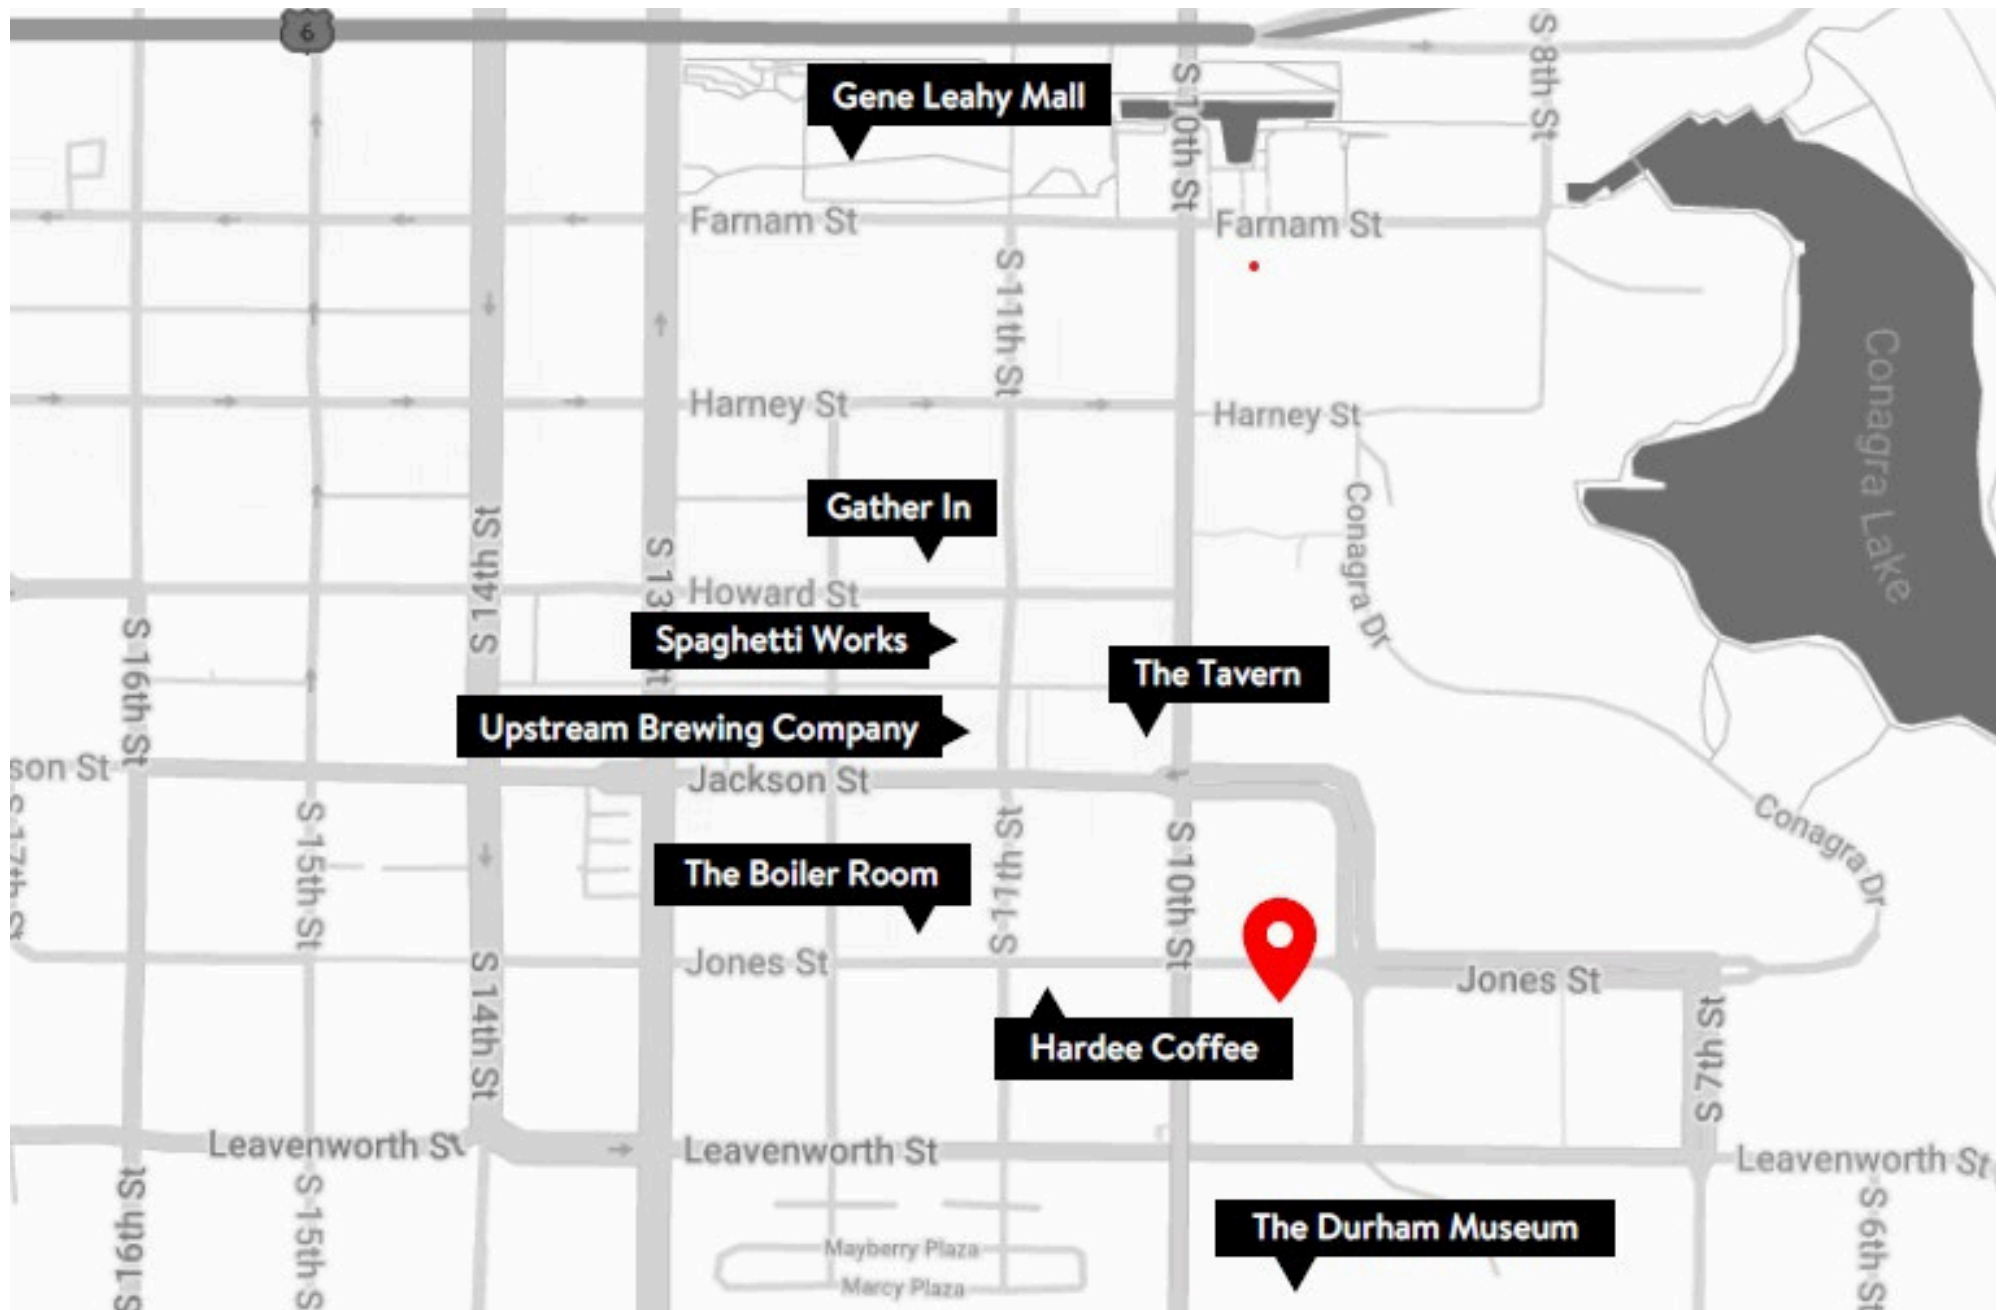 6
S 8th St
Gene Leahy Mall
S 10th St
Farnam St
Farnam St
S 11th St
Harney St
Harney St
Conagra Lake
Gather In
S 14th St
S 13
t
Conagra Dr
Howard St
Spaghetti Works
S 16th St
The Tavern
Upstream Brewing Company
son St
Jackson St
S 17th St
S 15th St
S 11th St
S 10th St
Conagra Dr
The Boiler Room
S 14th St
Jones St
Jones St
Hardee Coffee
S 7th St
Leavenworth St
Leavenworth St
Leavenworth St
S 16th St
S 15th S
S 6th St
The Durham Museum
Mayberry Plaza
Marcy Plaza